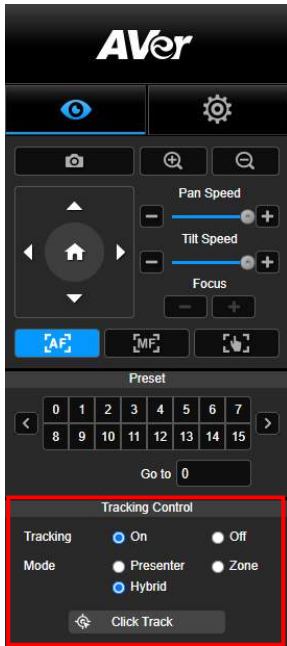 AVer
Pan Speed
Tilt Speed
Focus
AF MF
Preset
0 1 2 3 4 5 6 7
8 9 10 11 12 13 14 15
Go to 0
Tracking Control
Tracking On Off
Mode Presenter Zone
Hybrid
Click Track